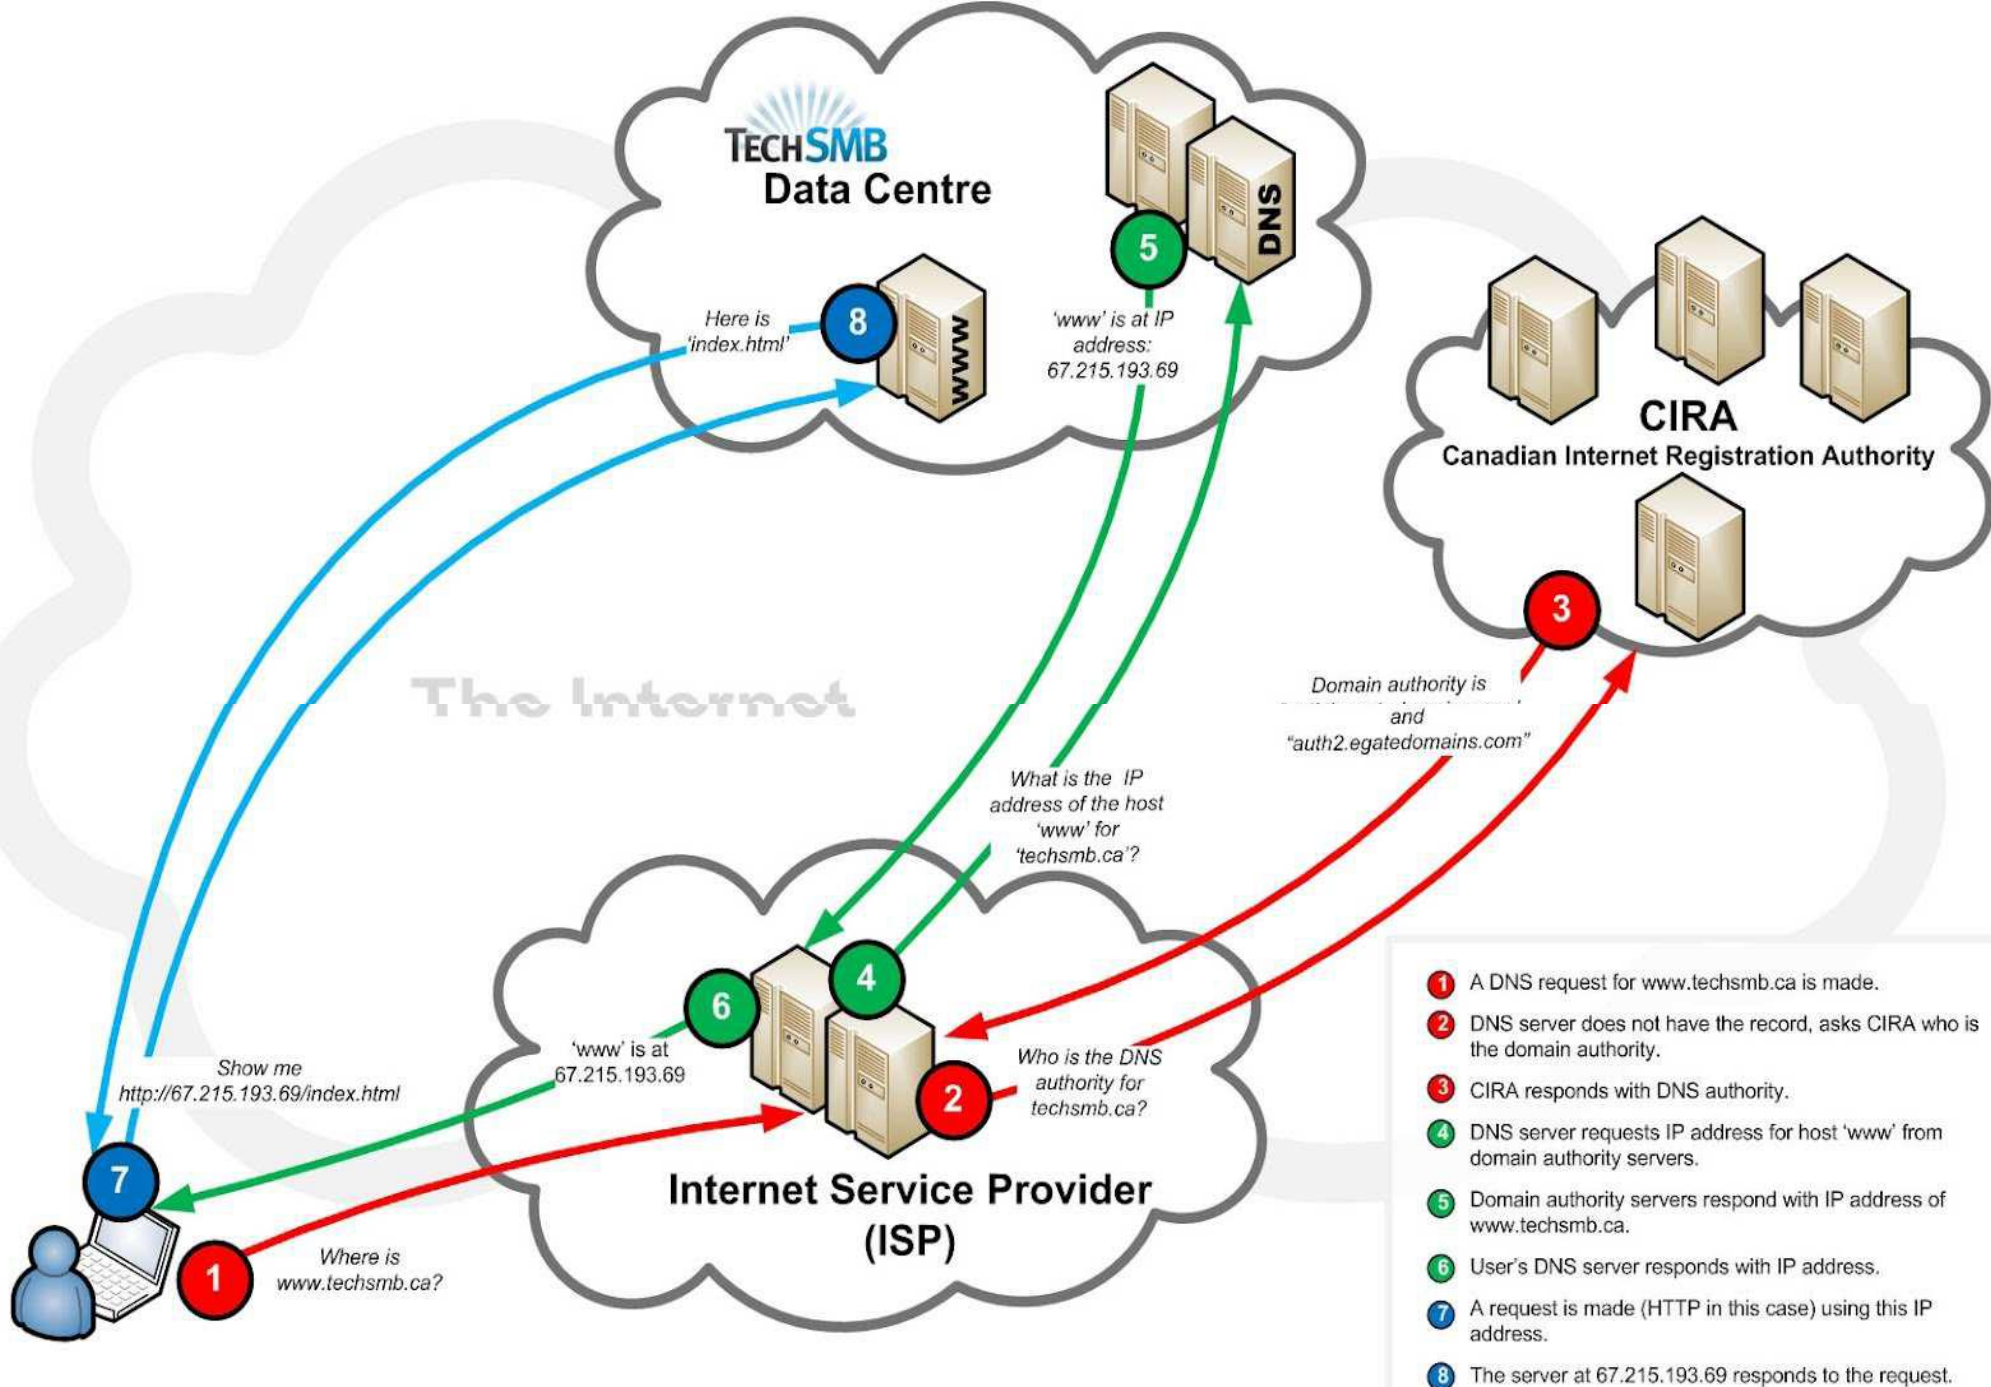 TECHSMB
Data Centre
DNS
5
8
WWW
Here is
'index.html'
'www' is at IP
address:
67.215.193.69
CIRA
Canadian Internet Registration Authority
3
The Internet
Domain authority is
and
"auth2.egatedomains.com"
What is the IP
address of the host
'www' for
'techsmb.ca'?
4
6
'www' is at
67.215.193.69
2
Who is the DNS
authority for
techsmb.ca?
Show me
http://67.215.193.69/index.html
7
Internet Service Provider
(ISP)
1
Where is
www.techsmb.ca?
1 A DNS request for www.techsmb.ca is made.
2 DNS server does not have the record, asks CIRA who is
the domain authority.
3 CIRA responds with DNS authority.
4 DNS server requests IP address for host 'www' from
domain authority servers.
5 Domain authority servers respond with IP address of
www.techsmb.ca.
6 User's DNS server responds with IP address.
7 A request is made (HTTP in this case) using this IP
address.
8 The server at 67.215.193.69 responds to the request.